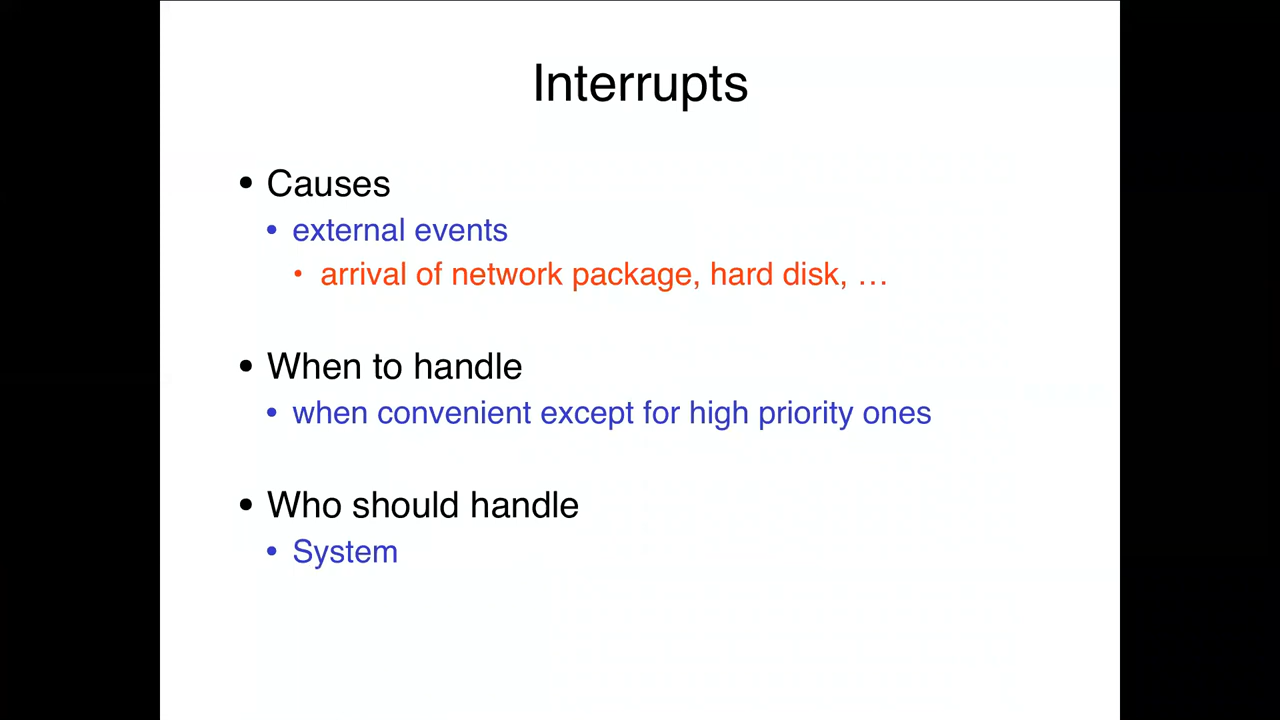 Interrupts
• Causes
• external events
• arrival of network package, hard disk, …
• When to handle
• when convenient except for high priority ones
• Who should handle
• System